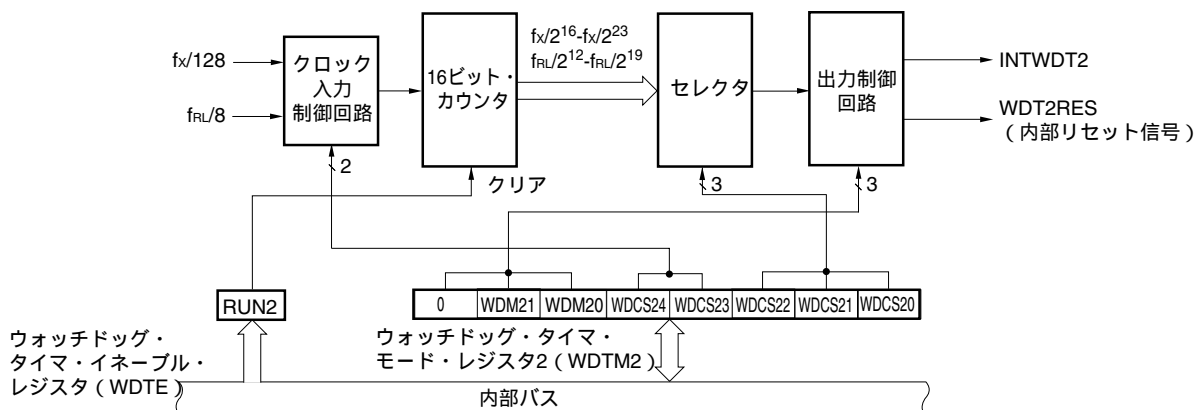 fX/128
fRL/8
クロック
入力
制御回路
2
16ビット・
カウンタ
クリア
fX/2^16-fX/2^23
fRL/2^12-fRL/2^19
セレクタ
3
出力制御
回路
3
INTWDT2
WDT2RES
（内部リセット信号）
RUN2
0 WDM21 WDM20 WDCS24 WDCS23 WDCS22 WDCS21 WDCS20
ウォッチドッグ・
タイマ・イネーブル・
レジスタ（WDTE）
ウォッチドッグ・タイマ・
モード・レジスタ2（WDTM2）
内部バス